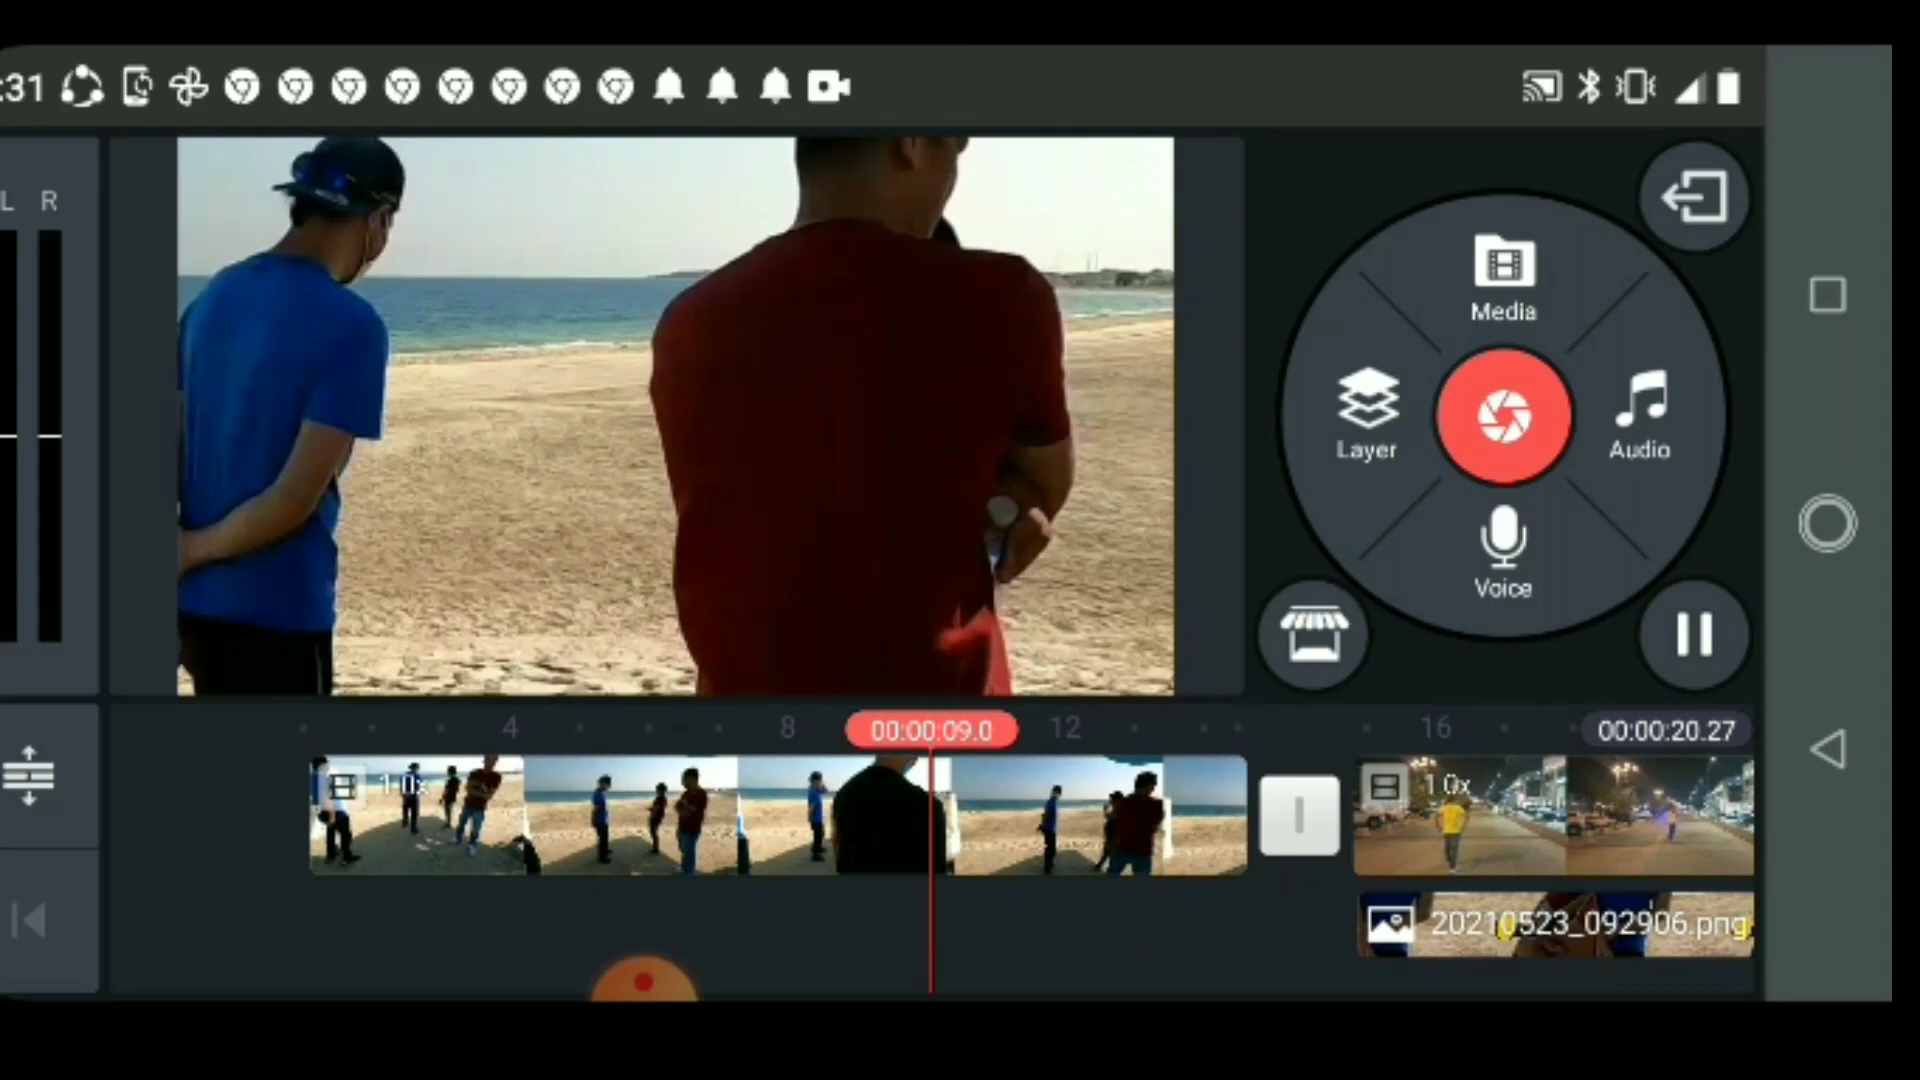 :31
L R
Media
Layer
Audio
Voice
4
8
00:00:09.0
12
16
00:00:20.27
1.0x
1.0x
20210523_092906.png